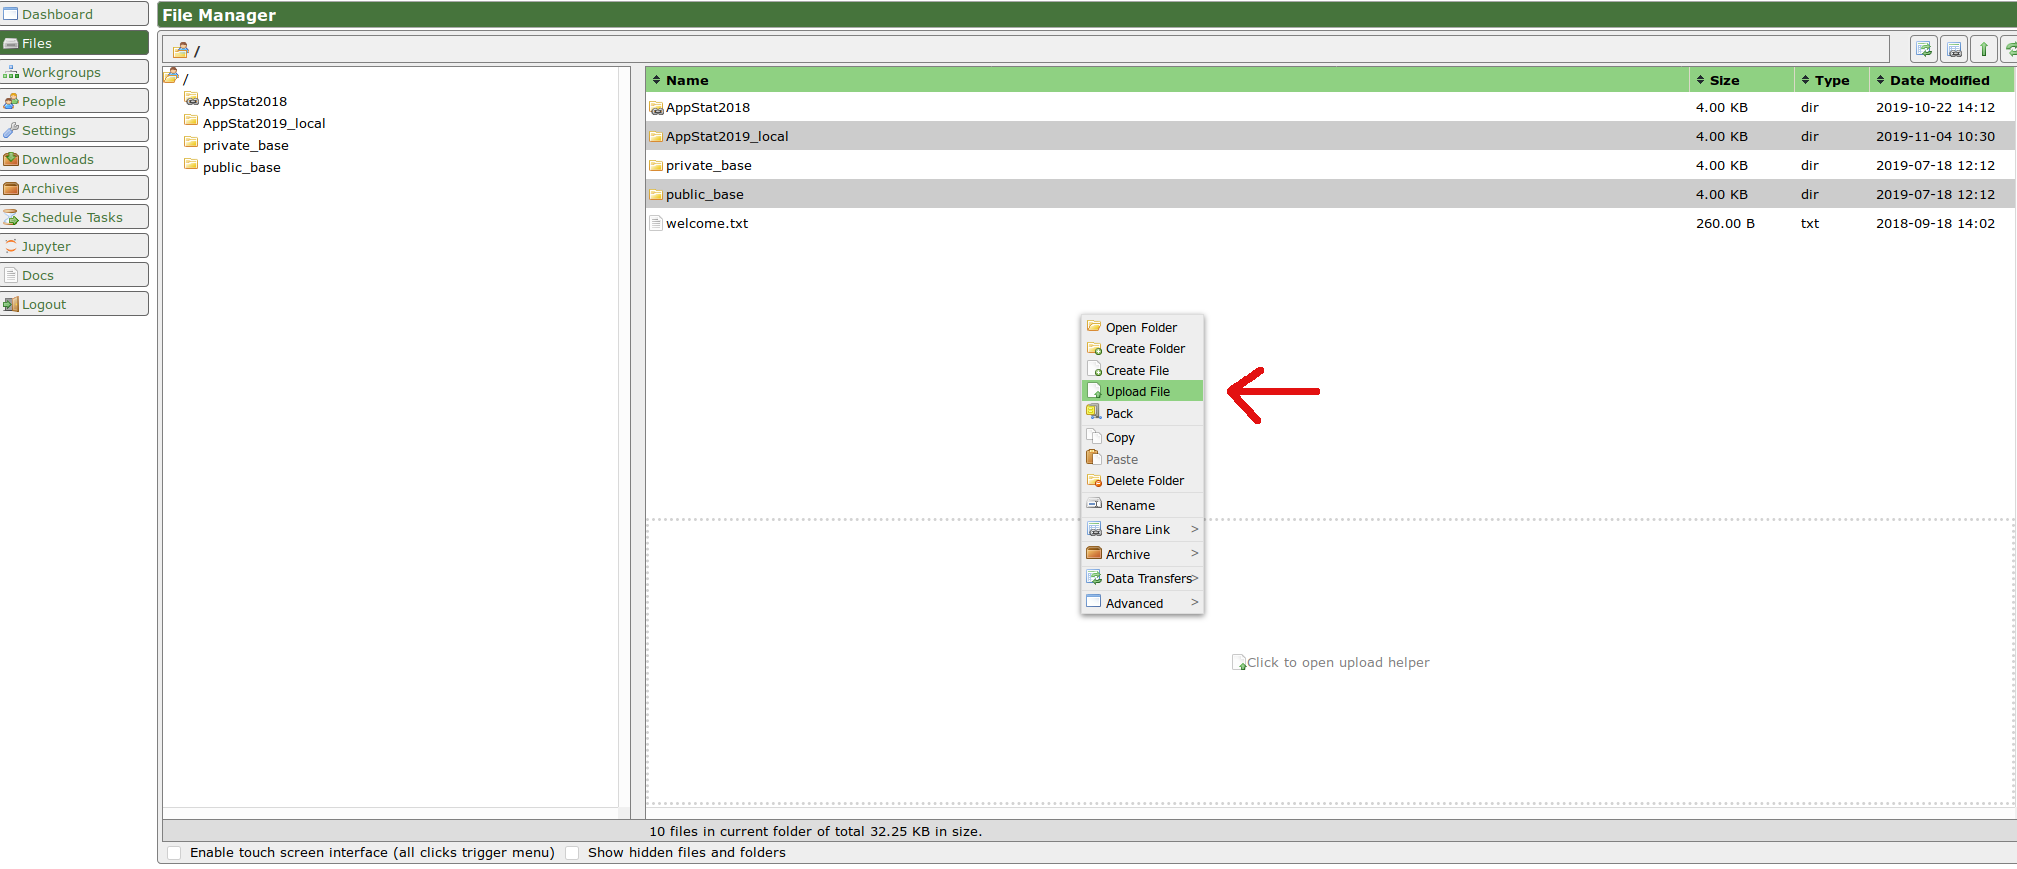 Dashboard
Files
Workgroups
People
Settings
Downloads
Archives
Schedule Tasks
Jupyter
Docs
Logout
File Manager
/
/
AppStat2018
AppStat2019_local
private_base
public_base
Name Size Type Date Modified
AppStat2018 4.00 KB dir 2019-10-22 14:12
AppStat2019_local 4.00 KB dir 2019-11-04 10:30
private_base 4.00 KB dir 2019-07-18 12:12
public_base 4.00 KB dir 2019-07-18 12:12
welcome.txt 260.00 B txt 2018-09-18 14:02
Open Folder
Create Folder
Create File
Upload File
Pack
Copy
Paste
Delete Folder
Rename
Share Link >
Archive >
Data Transfers >
Advanced >
Click to open upload helper
10 files in current folder of total 32.25 KB in size.
Enable touch screen interface (all clicks trigger menu) Show hidden files and folders